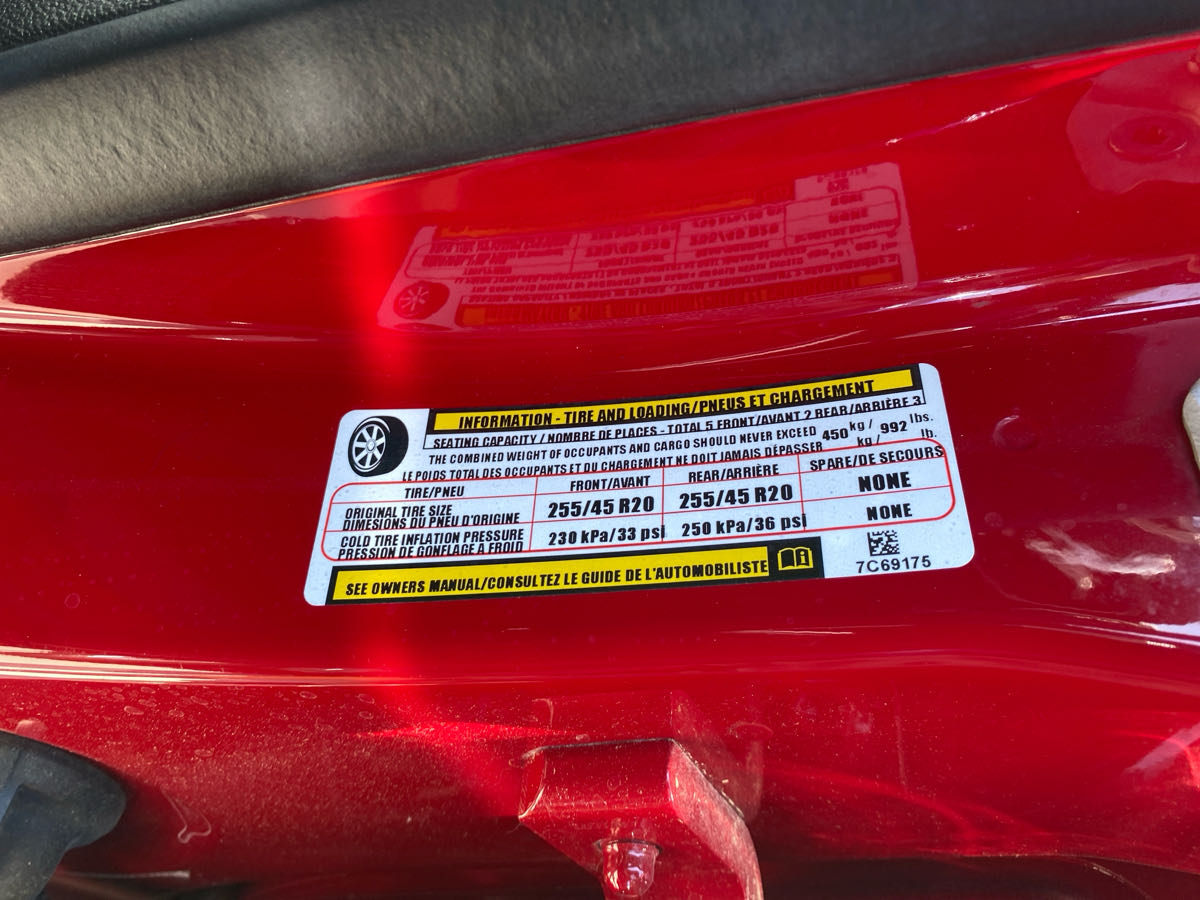 INFORMATION - TIRE AND LOADING/PNEUS ET CHARGEMENT
SEATING CAPACITY / NOMBRE DE PLACES - TOTAL 5 FRONT/AVANT 2 REAR/ARRIÈRE 3
THE COMBINED WEIGHT OF OCCUPANTS AND CARGO SHOULD NEVER EXCEED 450 kg / 992 lbs.
LE POIDS TOTAL DES OCCUPANTS ET DU CHARGEMENT NE DOIT JAMAIS DÉPASSER kg / lb.
TIRE/PNEU FRONT/AVANT REAR/ARRIÈRE SPARE/DE SECOURS
ORIGINAL TIRE SIZE 255/45 R20 255/45 R20 NONE
DIMESIONS DU PNEU D'ORIGINE
COLD TIRE INFLATION PRESSURE 230 kPa/33 psi 250 kPa/36 psi NONE
PRESSION DE GONFLAGE A FROID
SEE OWNERS MANUAL/CONSULTEZ LE GUIDE DE L'AUTOMOBILISTE
7C69175